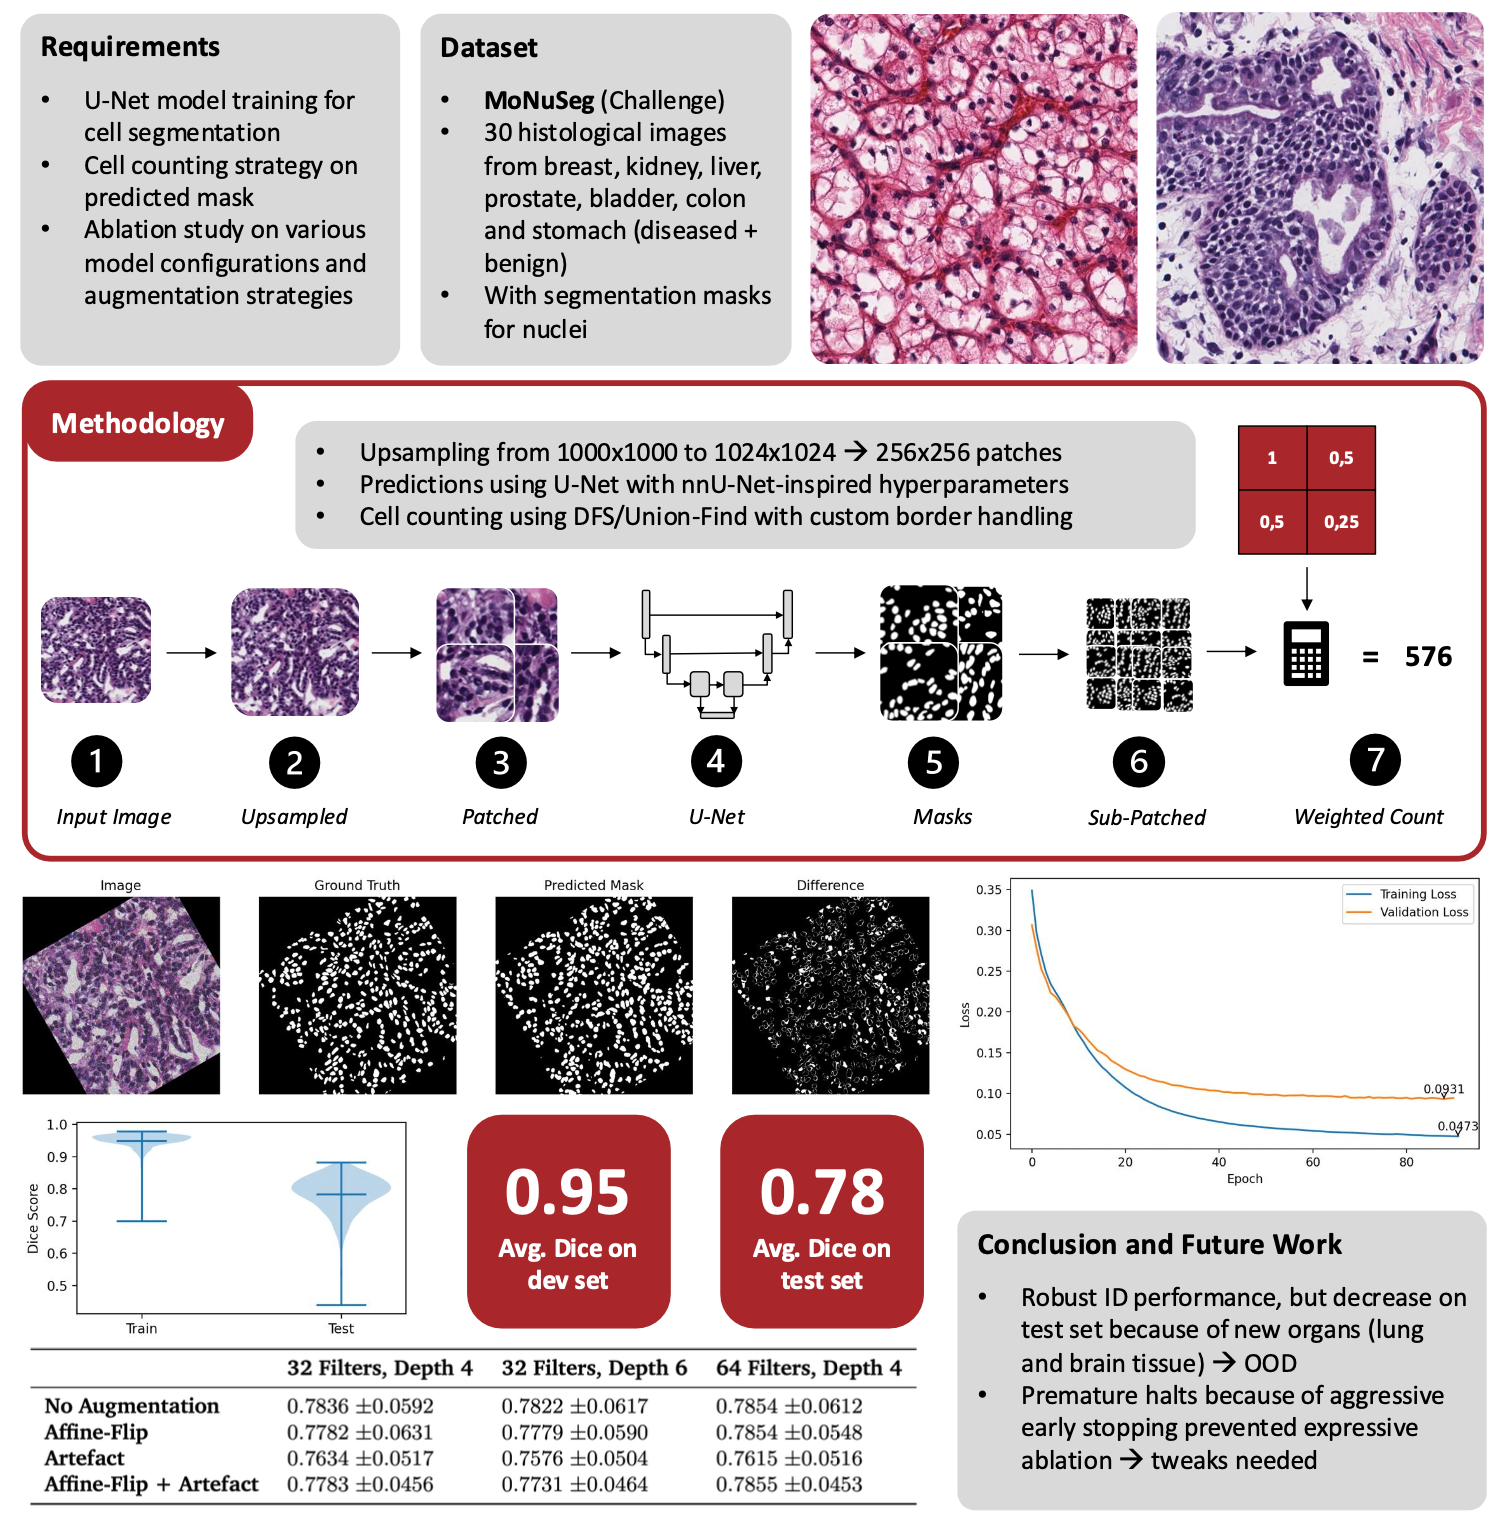 Requirements
• U-Net model training for
cell segmentation
• Cell counting strategy on
predicted mask
• Ablation study on various
model configurations and
augmentation strategies
Dataset
• MoNuSeg (Challenge)
• 30 histological images
from breast, kidney, liver,
prostate, bladder, colon
and stomach (diseased +
benign)
• With segmentation masks
for nuclei
Methodology
• Upsampling from 1000x1000 to 1024x1024 → 256x256 patches
• Predictions using U-Net with nnU-Net-inspired hyperparameters
• Cell counting using DFS/Union-Find with custom border handling
1 0,5
0,5 0,25
= 576
1 2 3 4 5 6 7
Input Image Upsampled Patched U-Net Masks Sub-Patched Weighted Count
Image Ground Truth Predicted Mask Difference
0.35
0.30
0.25
0.20
0.15
0.10
0.05
Loss
Training Loss
Validation Loss
0.0931
0.0473
0 20 40 60 80
Epoch
1.0
0.9
0.8
0.7
0.6
0.5
Dice Score
Train Test
0.95
Avg. Dice on
dev set
0.78
Avg. Dice on
test set
32 Filters, Depth 4 32 Filters, Depth 6 64 Filters, Depth 4
No Augmentation 0.7836 ±0.0592 0.7822 ±0.0617 0.7854 ±0.0612
Affine-Flip 0.7782 ±0.0631 0.7779 ±0.0590 0.7854 ±0.0548
Artefact 0.7634 ±0.0517 0.7576 ±0.0504 0.7615 ±0.0516
Affine-Flip + Artefact 0.7783 ±0.0456 0.7731 ±0.0464 0.7855 ±0.0453
Conclusion and Future Work
• Robust ID performance, but decrease on
test set because of new organs (lung
and brain tissue) → OOD
• Premature halts because of aggressive
early stopping prevented expressive
ablation → tweaks needed